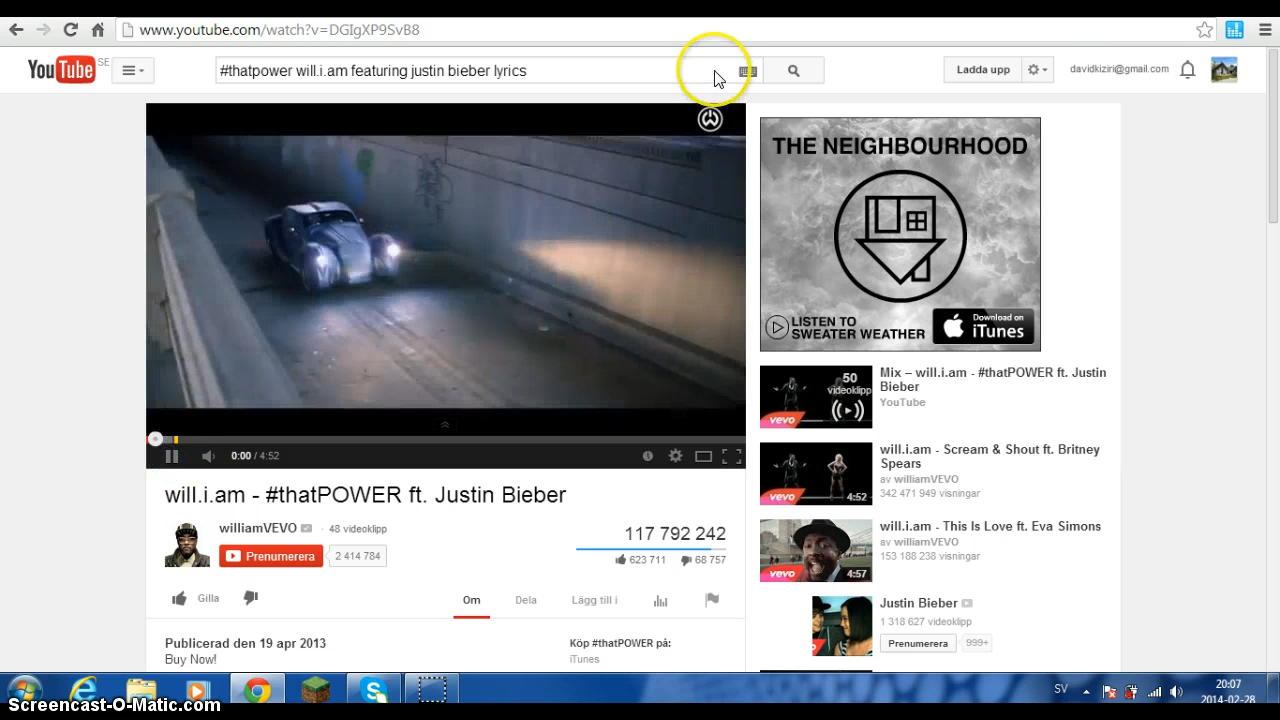 www.youtube.com/watch?v=DGIgXP9SvB8
YouTube SE
#thatpower will.i.am featuring justin bieber lyrics
Ladda upp
davidkiziri@gmail.com
THE NEIGHBOURHOOD
LISTEN TO
SWEATER WEATHER
Download on
iTunes
0:00 / 4:52
will.i.am - #thatPOWER ft. Justin Bieber
williamVEVO · 48 videoklipp
Prenumerera 2 414 784
117 792 242
623 711 68 757
Gilla
Om Dela Lägg till i
Publicerad den 19 apr 2013
Buy Now!
Köp #thatPOWER på:
iTunes
50
videoklipp
vevo
Mix – will.i.am - #thatPOWER ft. Justin
Bieber
YouTube
vevo
4:52
will.i.am - Scream & Shout ft. Britney
Spears
av williamVEVO
342 471 949 visningar
vevo
4:57
will.i.am - This Is Love ft. Eva Simons
av williamVEVO
153 188 238 visningar
vevo
Justin Bieber
1 318 627 videoklipp
Prenumerera 999+
SV
20:07
2014-02-28
Screencast-O-Matic.com